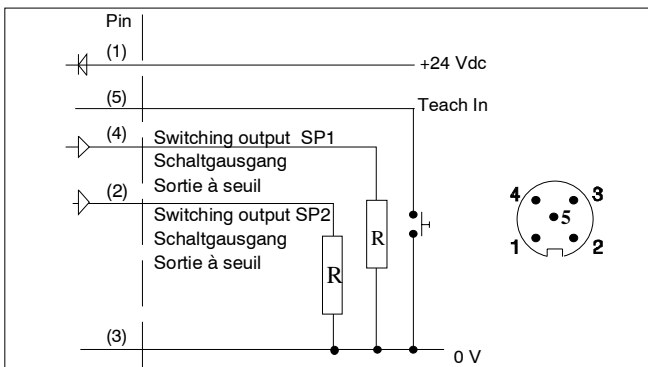 Pin
(1)
+24 Vdc
(5)
Teach In
(4)
Switching output SP1
Schaltgausgang
Sortie à seuil
(2)
Switching output SP2
Schaltgausgang
Sortie à seuil
R
R
4 3
5
1 2
(3)
0 V